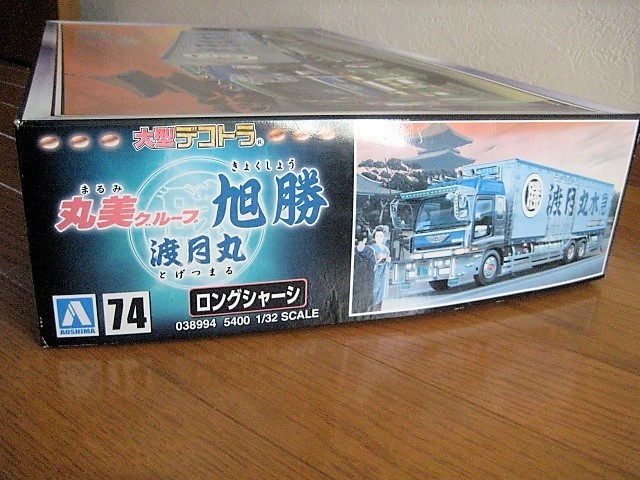 大型デコトラ®
きょくしょう
まるみ
丸美グループ 旭勝
渡月丸
とげつまる
ロングシャーシ
AOSHIMA
74
038994 5400 1/32 SCALE
勝
渡月丸水産